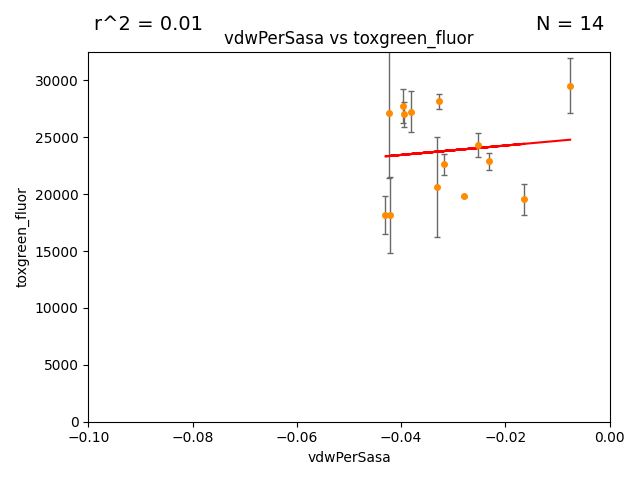 r^2 = 0.01
N = 14
vdwPerSasa vs toxgreen_fluor
30000
25000
20000
15000
10000
5000
0
toxgreen_fluor
−0.10
−0.08
−0.06
−0.04
−0.02
0.00
vdwPerSasa